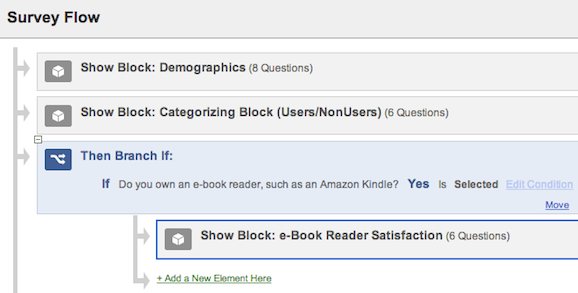 Survey Flow
Show Block: Demographics (8 Questions)
Show Block: Categorizing Block (Users/NonUsers) (6 Questions)
Then Branch If:
If Do you own an e-book reader, such as an Amazon Kindle? Yes Is Selected Edit Condition
Move
Show Block: e-Book Reader Satisfaction (6 Questions)
+ Add a New Element Here